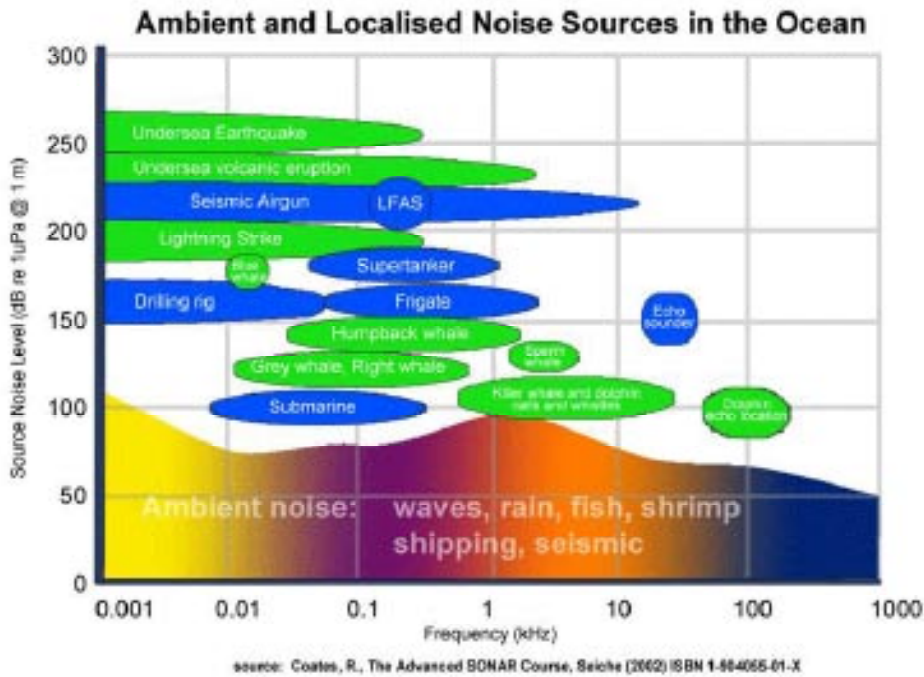 Ambient and Localised Noise Sources in the Ocean
Source Noise Level (dB re 1uPa @ 1 m)
300
250
200
150
100
50
0
Undersea Earthquake
Undersea volcanic eruption
Seismic Airgun
LFAS
Lightning Strike
Blue
whale
Supertanker
Drilling rig
Frigate
Echo
sounder
Humpback whale
Sperm
whale
Grey whale, Right whale
Killer whale and dolphin
calls and whistles
Dolphin
echo location
Submarine
Ambient noise: waves, rain, fish, shrimp
shipping, seismic
0.001 0.01 0.1 1 10 100 1000
Frequency (kHz)
source: Coates, R., The Advanced SONAR Course, Seiche (2002) ISBN 1-904055-01-X